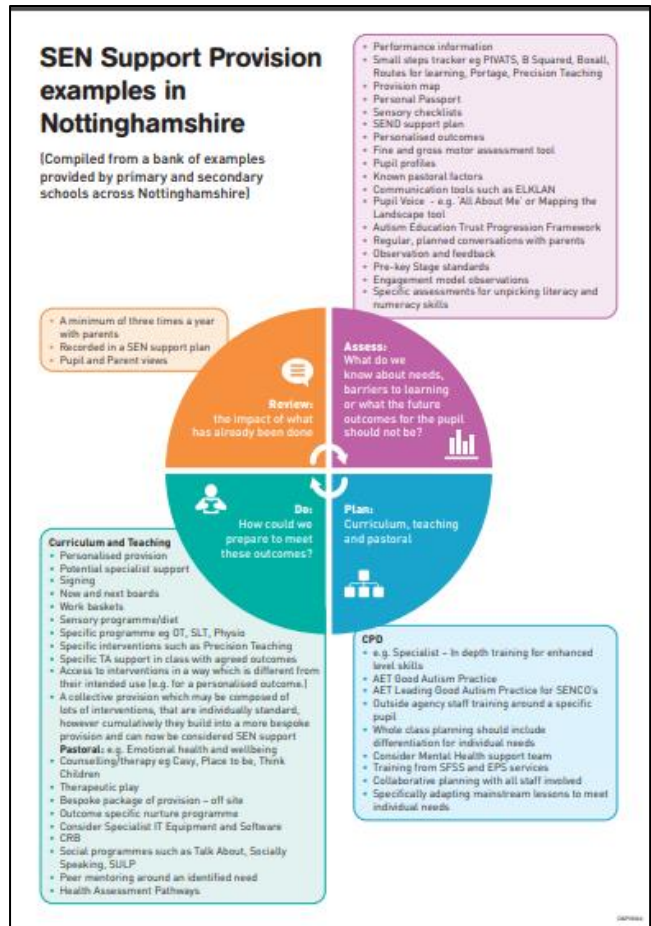 SEN Support Provision
examples in
Nottinghamshire
(Compiled from a bank of examples
provided by primary and secondary
schools across Nottinghamshire)
• Performance information
• Small steps tracker eg PIVATS, B Squared, Boxall,
Routes for learning, Portage, Precision Teaching
• Provision map
• Personal Passport
• Sensory checklists
• SEND support plan
• Personalised outcomes
• Fine and gross motor assessment tool
• Pupil profiles
• Known pastoral factors
• Communication tools such as ELKLAN
• Pupil Voice - e.g. 'All About Me' or Mapping the
Landscape tool
• Autism Education Trust Progression Framework
• Regular, planned conversations with parents
• Observation and feedback
• Pre-key Stage standards
• Engagement model observations
• Specific assessments for unpicking literacy and
numeracy skills
• A minimum of three times a year
with parents
• Recorded in a SEN support plan
• Pupil and Parent views
Review:
the impact of what
has already been done
Assess:
What do we
know about needs,
barriers to learning
or what the future
outcomes for the pupil
should not be?
Do:
How could we
prepare to meet
these outcomes?
Plan:
Curriculum, teaching
and pastoral
Curriculum and Teaching
• Personalised provision
• Potential specialist support
• Signing
• Now and next boards
• Work baskets
• Sensory programme/diet
• Specific programme eg OT, SLT, Physio
• Specific interventions such as Precision Teaching
• Specific TA support in class with agreed outcomes
• Access to interventions in a way which is different from
their intended use (e.g. for a personalised outcome.)
• A collective provision which may be composed of
lots of interventions, that are individually standard,
however cumulatively they build into a more bespoke
provision and can now be considered SEN support
Pastoral: e.g. Emotional health and wellbeing
• Counselling/therapy eg Casy, Place to be, Think
Children
• Therapeutic play
• Bespoke package of provision – off site
• Outcome specific nurture programme
• Consider Specialist IT Equipment and Software
• CRB
• Social programmes such as Talk About, Socially
Speaking, SULP
• Peer mentoring around an identified need
• Health Assessment Pathways
CPD
• e.g. Specialist – In depth training for enhanced
level skills
• AET Good Autism Practice
• AET Leading Good Autism Practice for SENCO's
• Outside agency staff training around a specific
pupil
• Whole class planning should include
differentiation for individual needs
• Consider Mental Health support team
• Training from SFSS and EPS services
• Collaborative planning with all staff involved
• Specifically adapting mainstream lessons to meet
individual needs